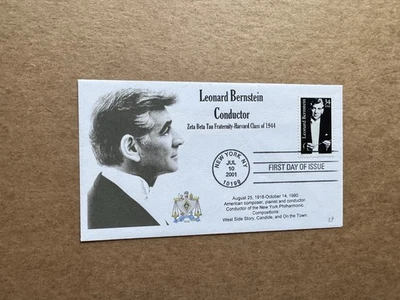 Leonard Bernstein
Conductor
Zeta Beta Tau Fraternity-Harvard Class of 1944
34
Leonard Bernstein
NEW YORK, NY
JUL
10
2001
10199
FIRST DAY OF ISSUE
August 25, 1918-October 14, 1990
American composer, pianist and conductor
Conductor of the New York Philharmonic
Compositions:
West Side Story, Candide, and On the Town